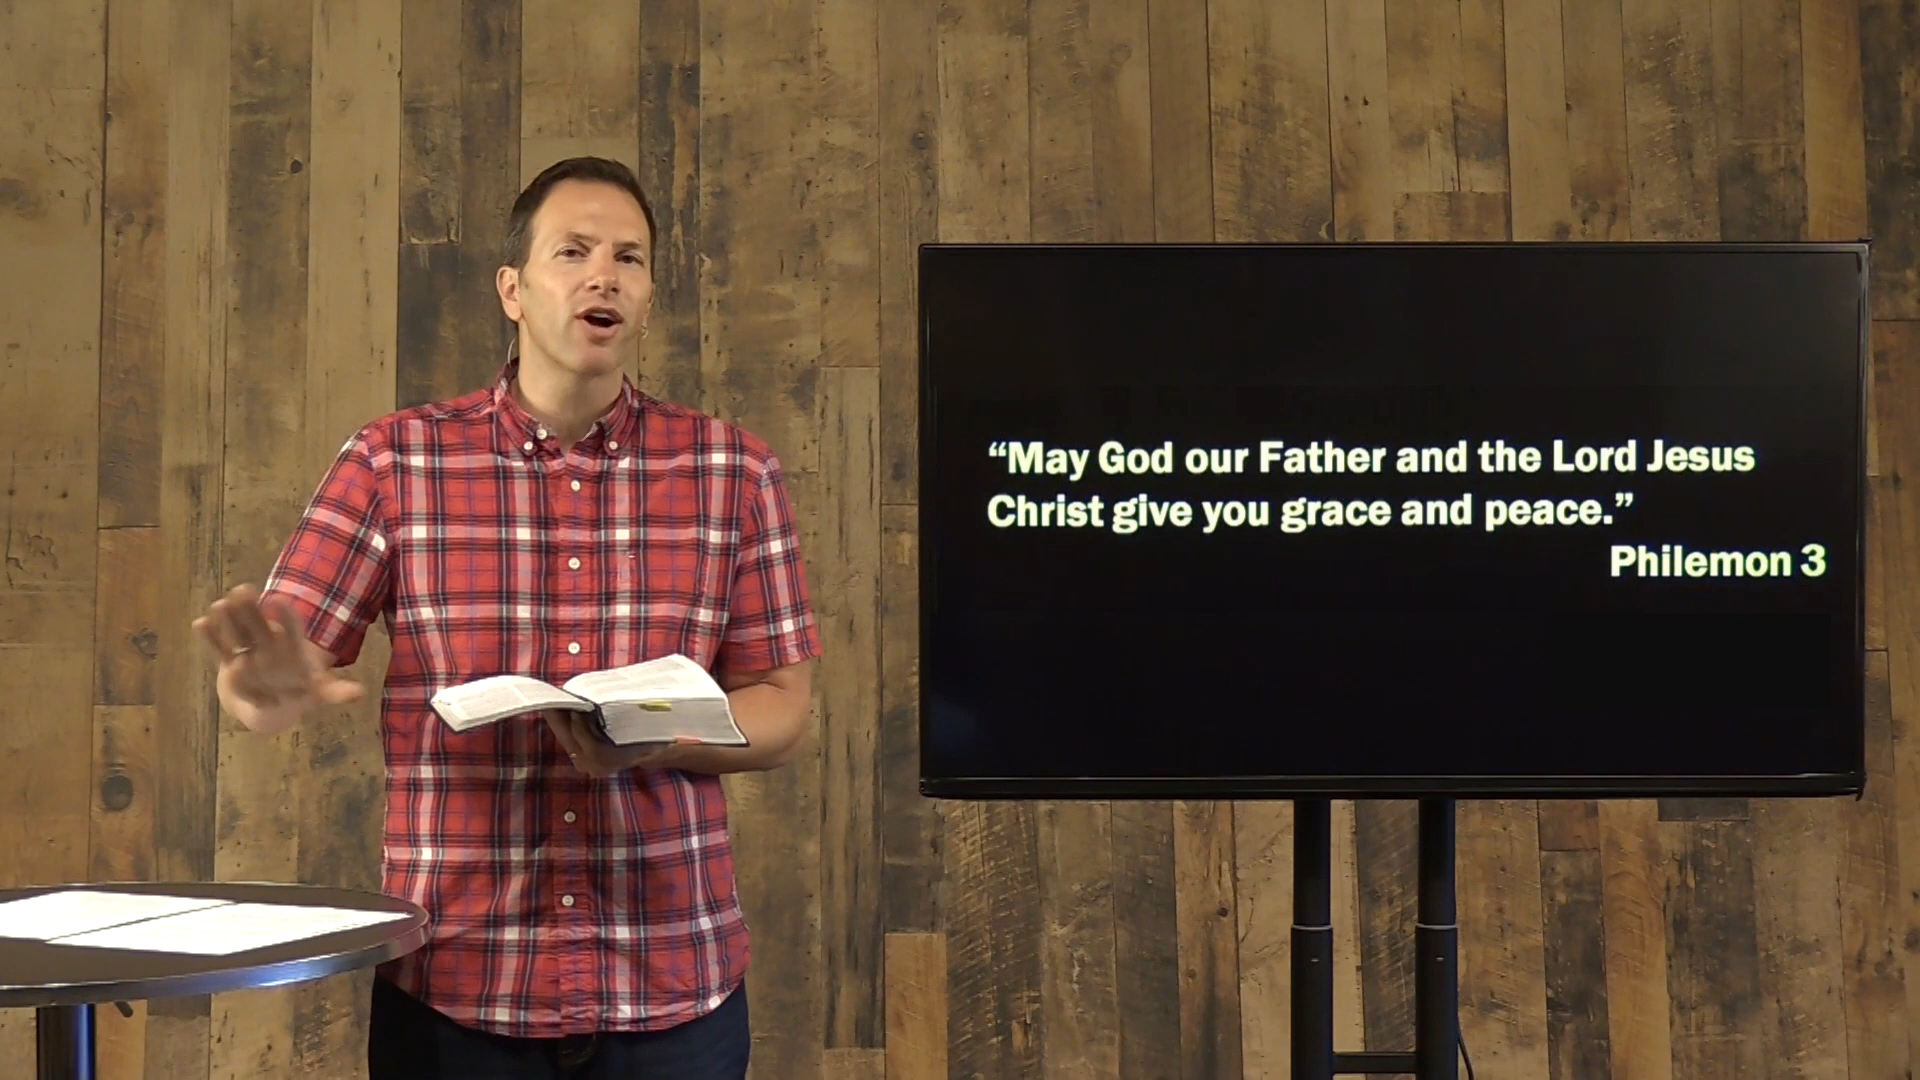 “May God our Father and the Lord Jesus
Christ give you grace and peace.”
Philemon 3